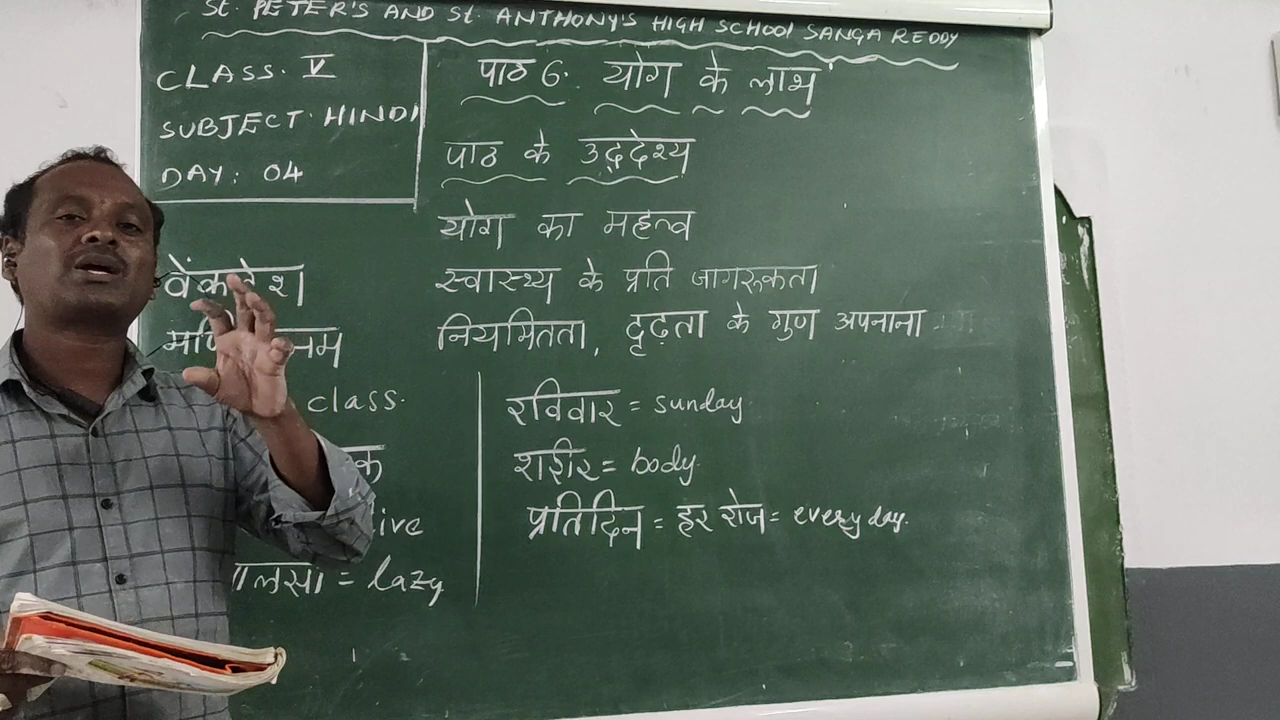 St. PETER'S AND St. ANTHONY'S HIGH SCHOOL SANGA REDDY
CLASS. V
SUBJECT: HINDI
DAY: 04
पाठ 6. योग के लाभ
पाठ के उद्देश्य
योग का महत्व
स्वास्थ्य के प्रति जागरूकता
नियमितता, दृढ़ता के गुण अपनाना
class.
= lazy
रविवार = sunday
शरीर = body.
प्रतिदिन = हर रोज = every day.